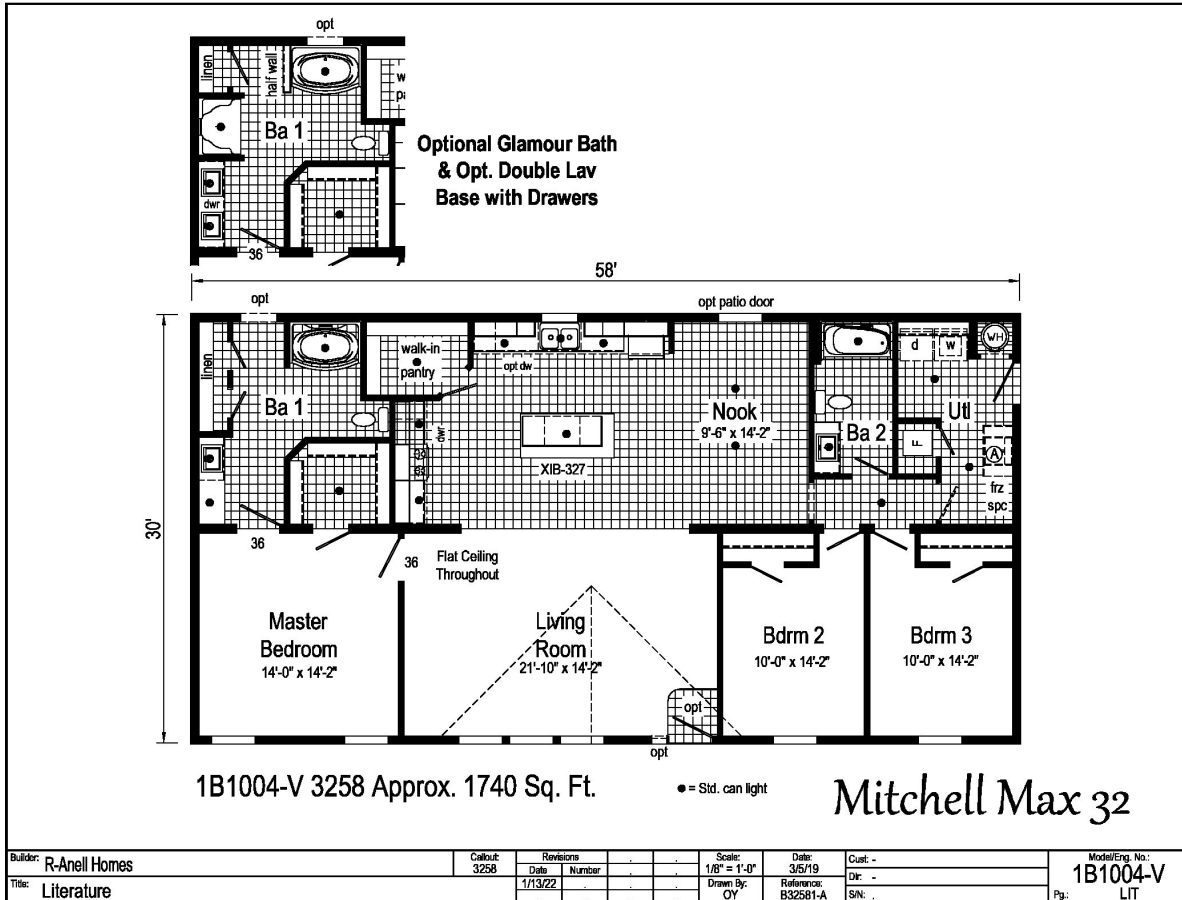 opt
linen
half wall
Ba 1
dwr
36
Optional Glamour Bath
& Opt. Double Lav
Base with Drawers
58'
30'
opt
opt patio door
linen
Ba 1
walk-in
pantry
opt dw
dwr
XIB-327
Nook
9'-6" x 14'-2"
Ba 2
d
w
WH
Utl
F
A
frz
spc
36
36
Flat Ceiling
Throughout
Master
Bedroom
14'-0" x 14'-2"
Living
Room
21'-10" x 14'-2"
opt
opt
Bdrm 2
10'-0" x 14'-2"
Bdrm 3
10'-0" x 14'-2"
1B1004-V 3258 Approx. 1740 Sq. Ft.
= Std. can light
Mitchell Max 32
Builder: R-Anell Homes
Title: Literature
Callout:
3258
Revisions
Date Number
1/13/22
Scale:
1/8" = 1'-0"
Drawn By:
OY
Date:
3/5/19
Reference:
B32581-A
Cust: -
Dir: -
S/N: .
Model/Eng. No.:
1B1004-V
Pg.: LIT